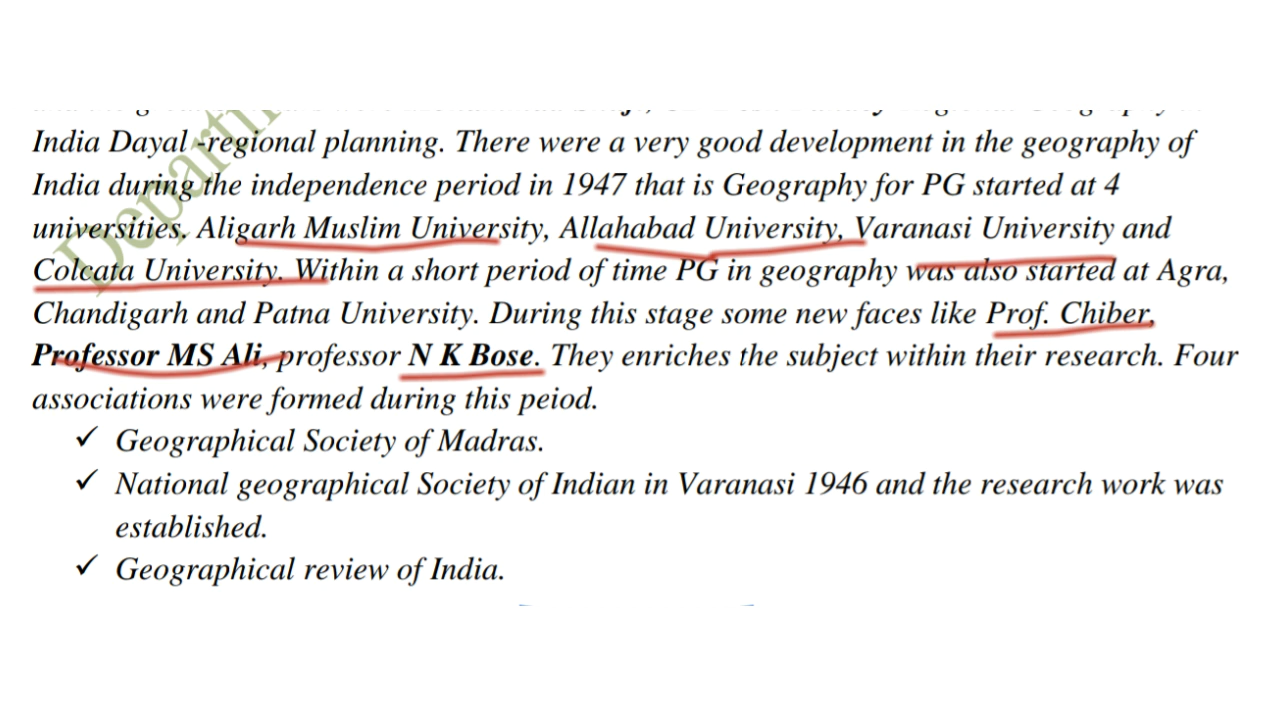 India Dayal -regional planning. There were a very good development in the geography of
India during the independence period in 1947 that is Geography for PG started at 4
universities. Aligarh Muslim University, Allahabad University, Varanasi University and
Colcata University. Within a short period of time PG in geography was also started at Agra,
Chandigarh and Patna University. During this stage some new faces like Prof. Chiber,
Professor MS Ali, professor N K Bose. They enriches the subject within their research. Four
associations were formed during this peiod.
✓ Geographical Society of Madras.
✓ National geographical Society of Indian in Varanasi 1946 and the research work was
established.
✓ Geographical review of India.